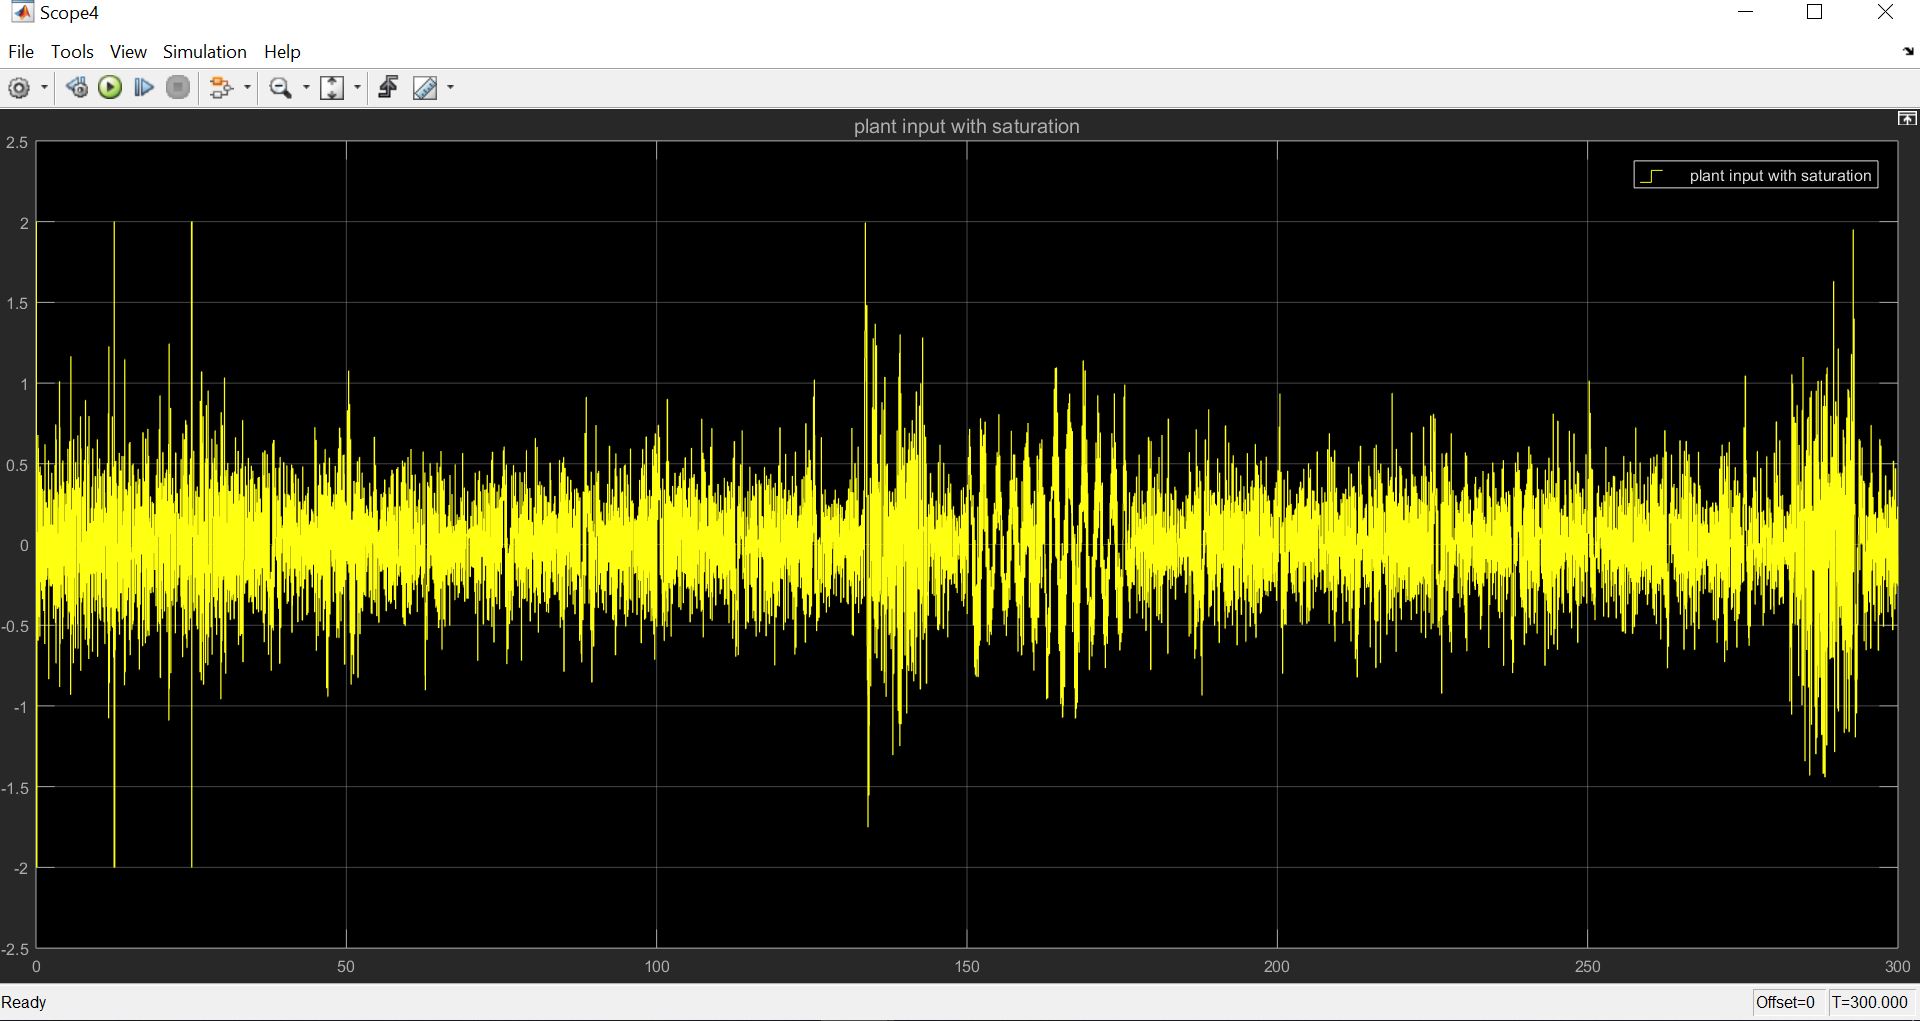 Scope4
File Tools View Simulation Help
plant input with saturation
plant input with saturation
2.5
2
1.5
1
0.5
0
-0.5
-1
-1.5
-2
-2.5
0 50 100 150 200 250 300
Ready Offset=0 T=300.000